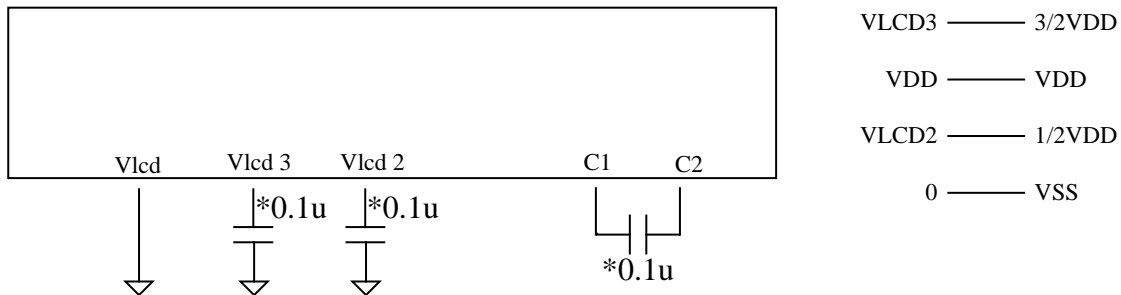 VLCD3 3/2VDD
VDD VDD
VLCD2 1/2VDD
0 VSS
Vlcd Vlcd 3 Vlcd 2 C1 C2
*0.1u *0.1u
*0.1u